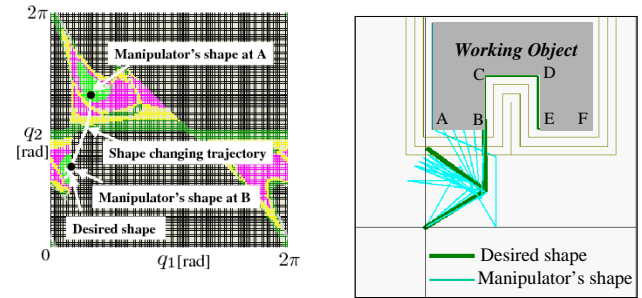 2π
Manipulator's shape at A
q2
[rad]
Shape changing trajectory
Manipulator's shape at B
Desired shape
0
q1[rad]
2π
Working Object
C D
A B E F
Desired shape
Manipulator's shape